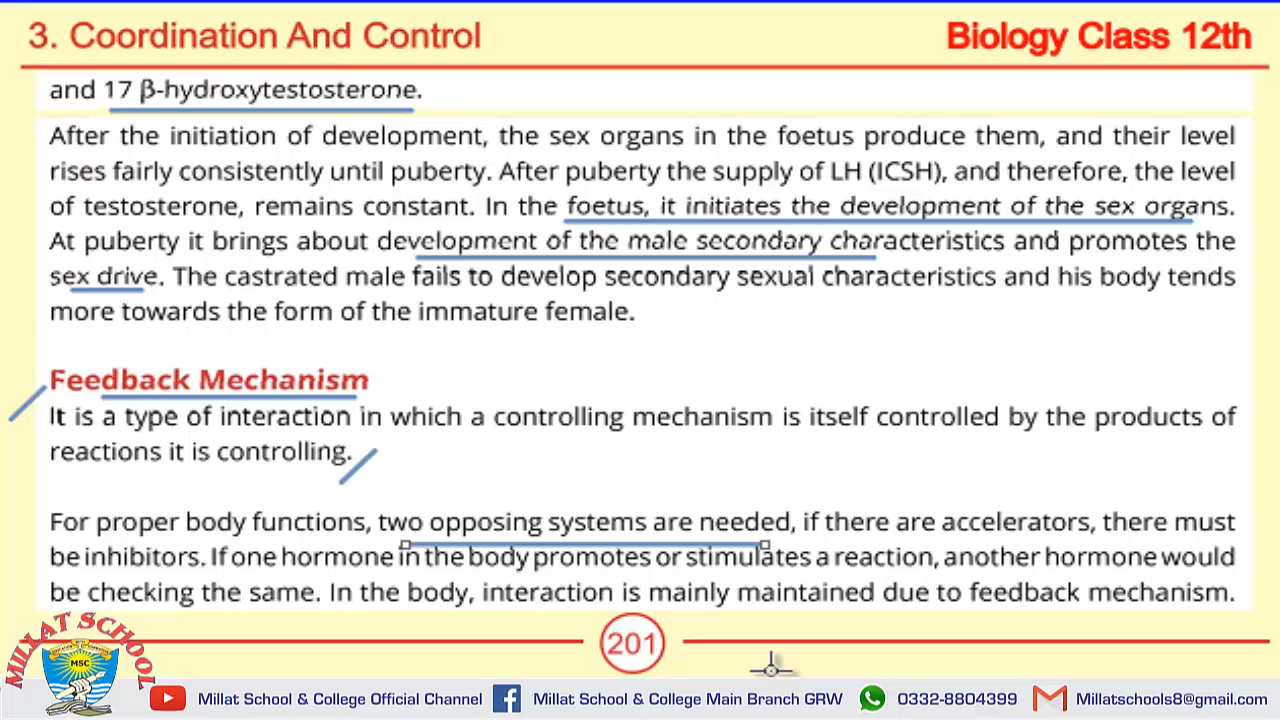 3. Coordination And Control
Biology Class 12th
and 17 β-hydroxytestosterone.
After the initiation of development, the sex organs in the foetus produce them, and their level
rises fairly consistently until puberty. After puberty the supply of LH (ICSH), and therefore, the level
of testosterone, remains constant. In the foetus, it initiates the development of the sex organs.
At puberty it brings about development of the male secondary characteristics and promotes the
sex drive. The castrated male fails to develop secondary sexual characteristics and his body tends
more towards the form of the immature female.
Feedback Mechanism
It is a type of interaction in which a controlling mechanism is itself controlled by the products of
reactions it is controlling.
For proper body functions, two opposing systems are needed, if there are accelerators, there must
be inhibitors. If one hormone in the body promotes or stimulates a reaction, another hormone would
be checking the same. In the body, interaction is mainly maintained due to feedback mechanism.
201
MILLAT SCHOOL
MSC
Millat School & College Official Channel
Millat School & College Main Branch GRW
0332-8804399
Millatschools8@gmail.com